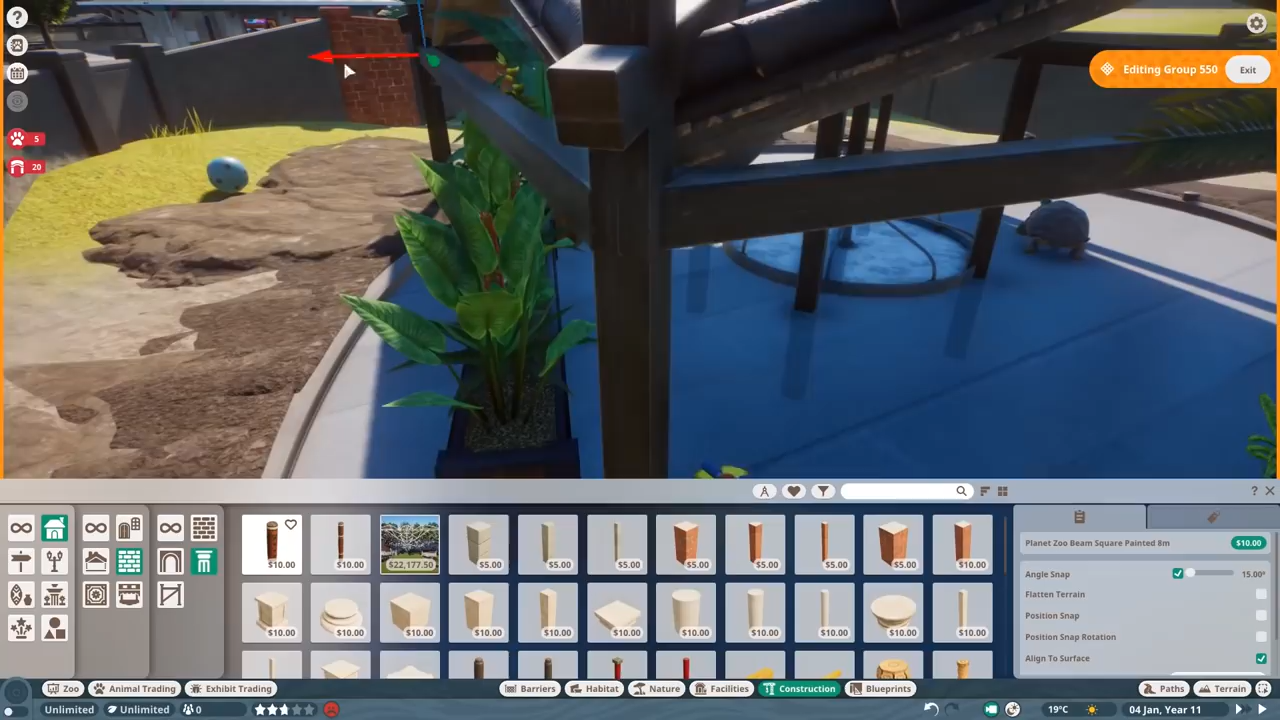 ?
Editing Group 550
Exit
5
20
?
$10.00
$10.00
$22,177.50
$5.00
$5.00
$5.00
$5.00
$10.00
$10.00
$5.00
$10.00
Planet Zoo Beam Square Painted 8m
$10.00
Angle Snap
15.00°
Flatten Terrain
Position Snap
Position Snap Rotation
Align To Surface
$10.00
$10.00
$10.00
$10.00
$10.00
$10.00
$10.00
$10.00
$10.00
$10.00
$10.00
Zoo
Animal Trading
Exhibit Trading
Barriers
Habitat
Nature
Facilities
Construction
Blueprints
Paths
Terrain
Unlimited
Unlimited
0
19°C
04 Jan, Year 11